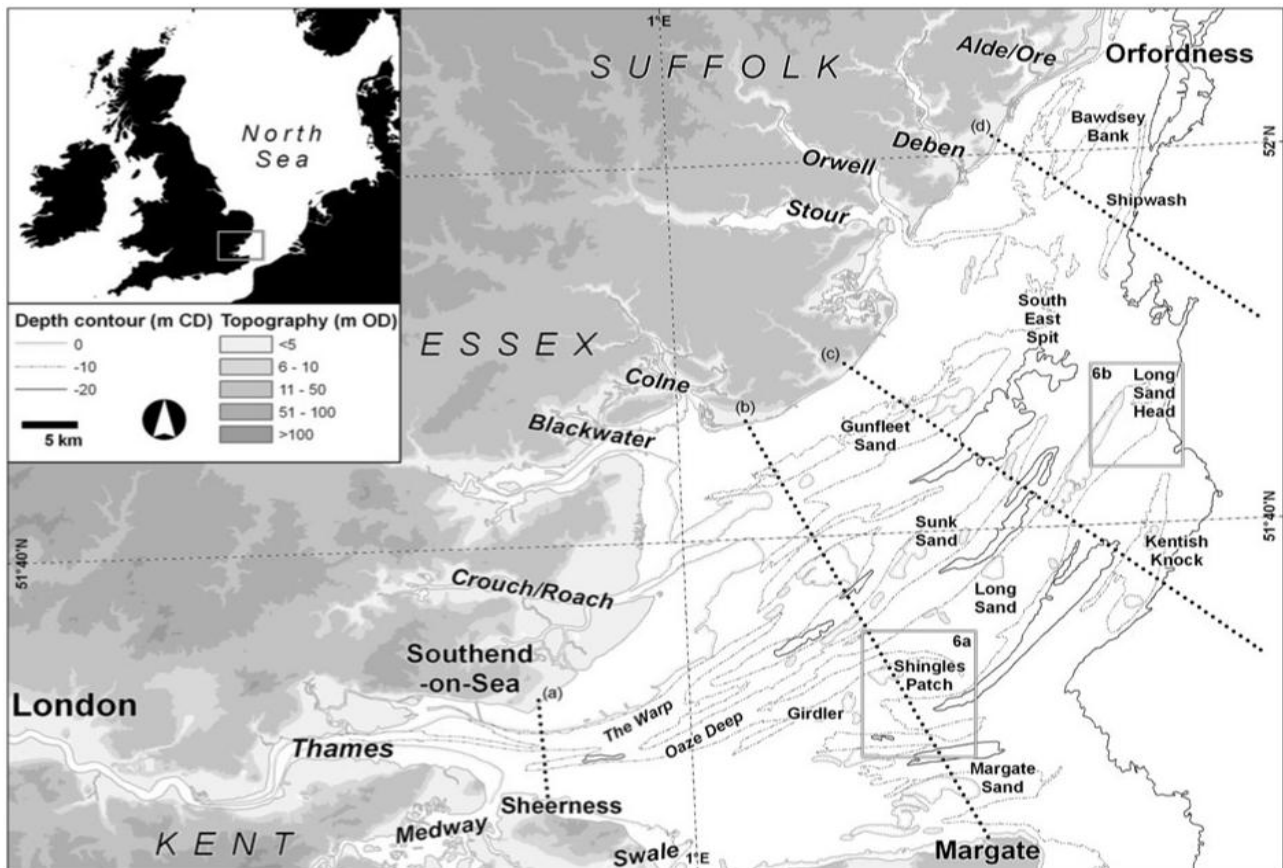 1°E
SUFFOLK
Alde/Ore
Orfordness
North
Sea
Bawdsey
Bank
(d)
Deben
52°N
Orwell
Shipwash
Stour
Depth contour (m CD)
0
-10
-20
5 km
Topography (m OD)
<5
6 - 10
11 - 50
51 - 100
>100
ESSEX
South
East
Spit
(c)
6b
Long
Sand
Head
Colne
(b)
Blackwater
Gunfleet
Sand
51°40'N
Sunk
Sand
51°40'N
Kentish
Knock
Crouch/Roach
Long
Sand
6a
Southend
-on-Sea
(a)
Shingles
Patch
London
The Warp
Girdler
Thames
Oaze Deep
Margate
Sand
Sheerness
KENT
Medway
Swale
1°E
Margate